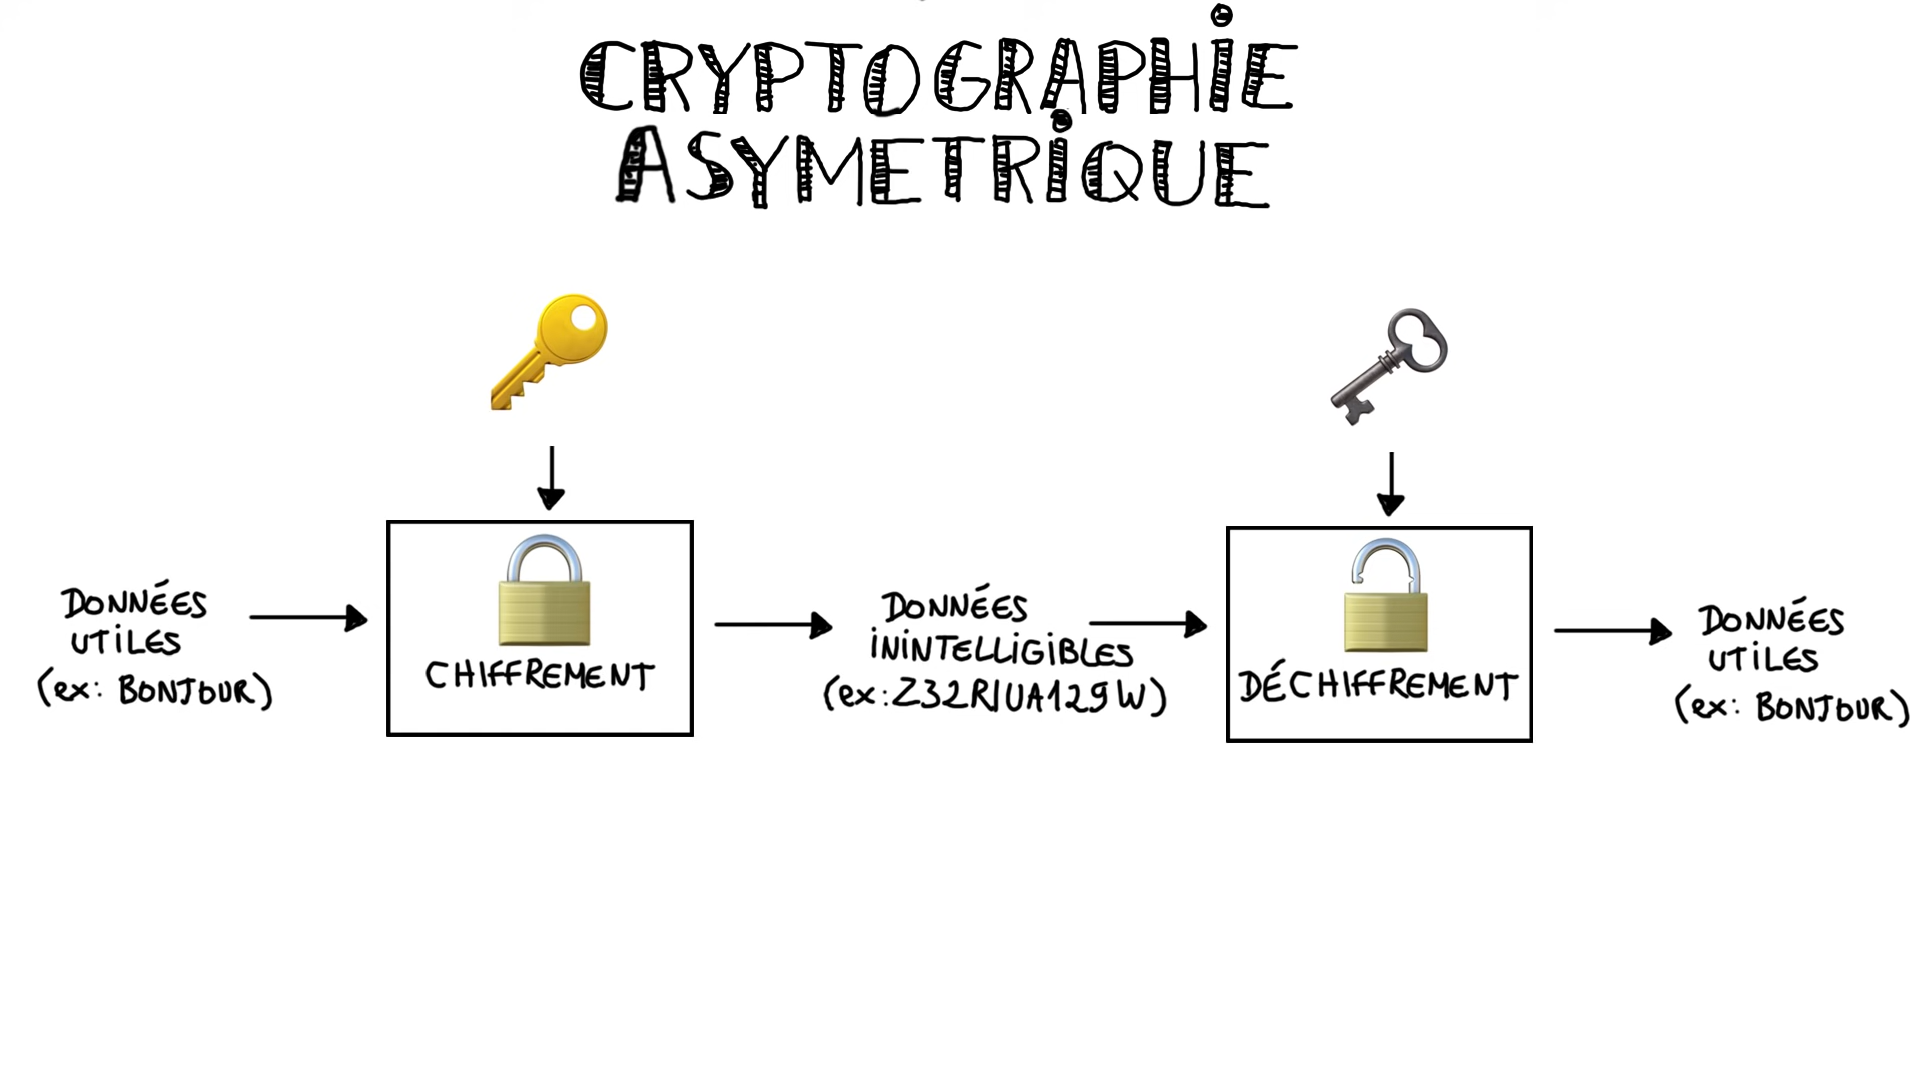 CRYPTOGRAPHiE
ASYMETRiQUE
DONNÉES
UTiLES
(ex: BONJOUR)
CHIFFREMENT
DONNÉES
iNINTELLiGiBLES
(ex:Z32RIUA129W)
DÉCHIFFREMENT
DONNÉES
UTiLES
(ex: BONJOUR)